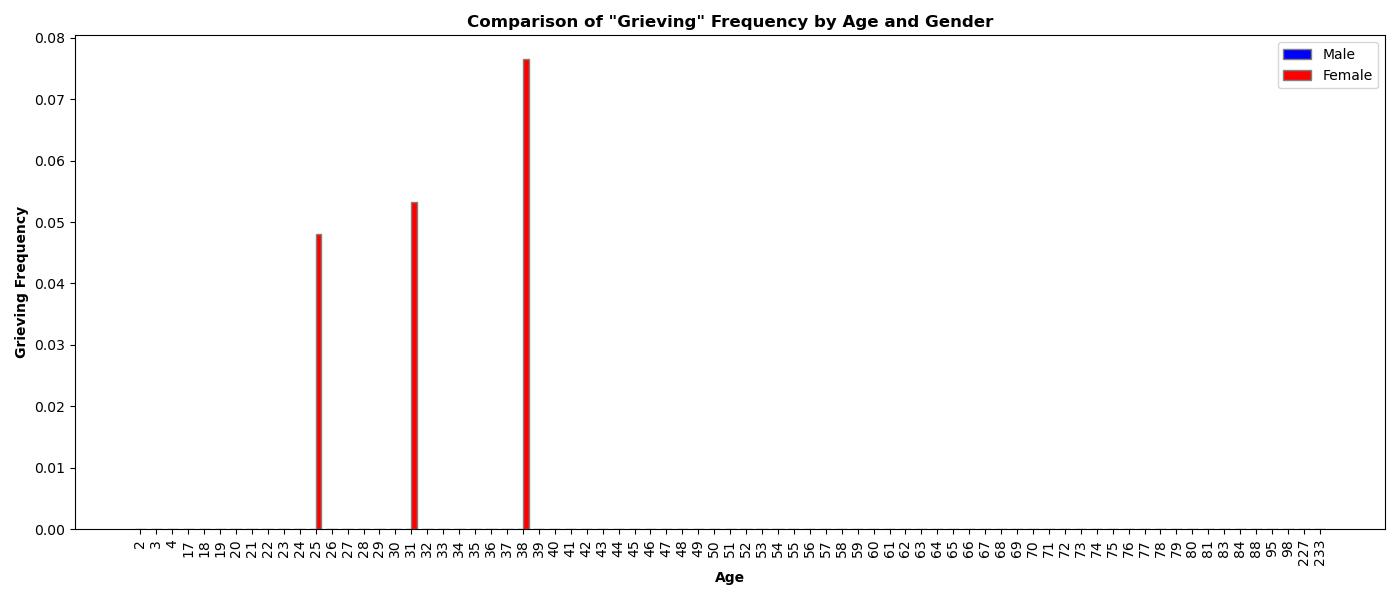 Comparison of "Grieving" Frequency by Age and Gender
Male
Female
Grieving Frequency
0.08
0.07
0.06
0.05
0.04
0.03
0.02
0.01
0.00
2 3 4 17 18 19 20 21 22 23 24 25 26 27 28 29 30 31 32 33 34 35 36 37 38 39 40 41 42 43 44 45 46 47 48 49 50 51 52 53 54 55 56 57 58 59 60 61 62 63 64 65 66 67 68 69 70 71 72 73 74 75 76 77 78 79 80 81 83 84 88 95 98 227 233
Age